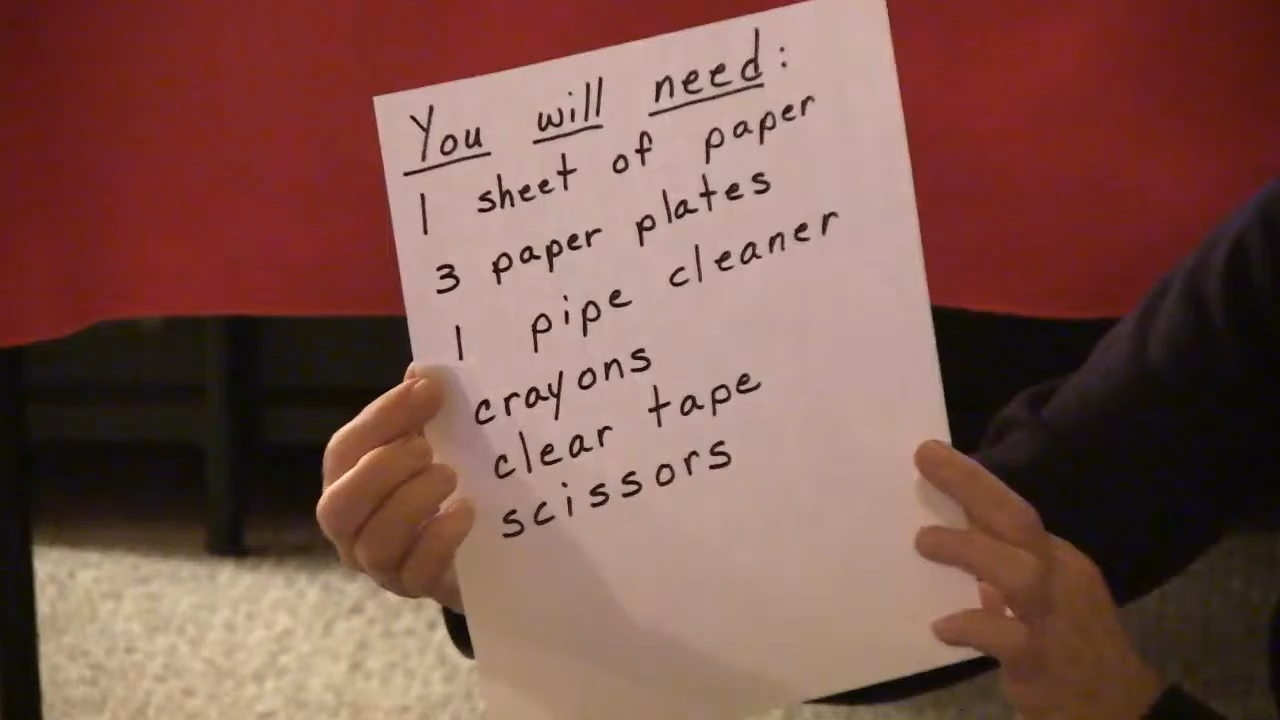 You will need:
1 sheet of paper
3 paper plates
1 pipe cleaner
crayons
clear tape
scissors